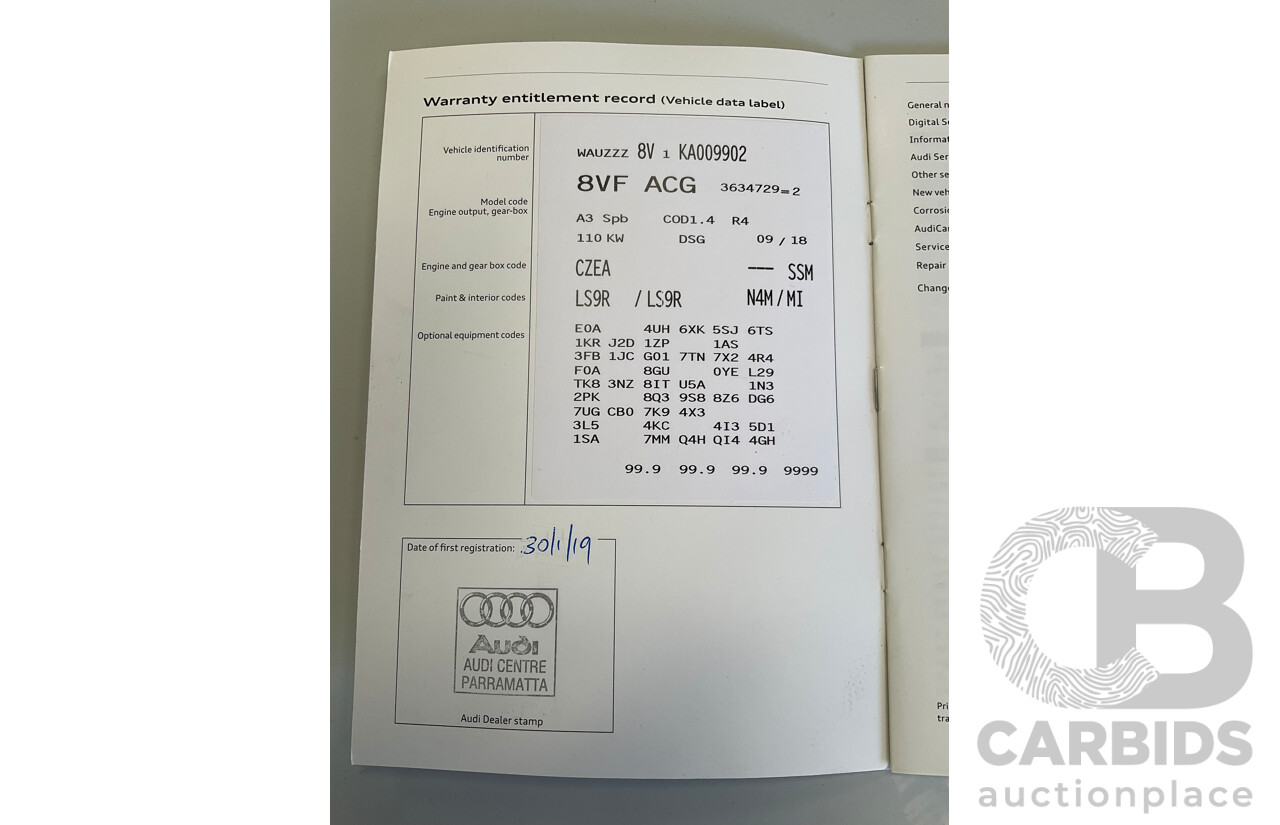 Warranty entitlement record (Vehicle data label)
Vehicle identification
number
WAUZZZ 8V 1 KA009902
8VF ACG 3634729=2
Model code
Engine output, gear-box
A3 Spb COD1.4 R4
110 KW DSG 09 / 18
Engine and gear box code
CZEA --- SSM
Paint & interior codes
LS9R / LS9R N4M / MI
Optional equipment codes
E0A 4UH 6XK 5SJ 6TS
1KR J2D 1ZP 1AS
3FB 1JC G01 7TN 7X2 4R4
F0A 8GU 0YE L29
TK8 3NZ 8IT U5A 1N3
2PK 8Q3 9S8 8Z6 DG6
7UG CB0 7K9 4X3
3L5 4KC 4I3 5D1
1SA 7MM Q4H QI4 4GH
99.9 99.9 99.9 9999
Date of first registration: 30/1/19
Audi
AUDI CENTRE
PARRAMATTA
Audi Dealer stamp
General
Digital
Audi
Other
New
Service
Repair
CB
CARBIDS
auctionplace